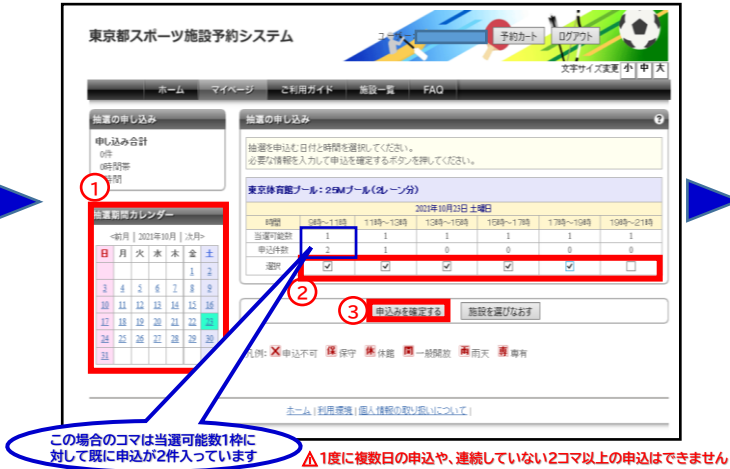 東京都スポーツ施設予約システム
予約カート
ログアウト
文字サイズ変更 小 中 大
ホーム マイページ ご利用ガイド 施設一覧 FAQ
抽選の申し込み
申し込み合計
0件
0時間帯
①
抽選期間カレンダー
<前月 | 2021年10月 | 次月>
日 月 火 水 木 金 土
1 2
3 4 5 6 7 8 9
10 11 12 13 14 15 16
17 18 19 20 21 22 23
24 25 26 27 28 29 30
31
抽選の申し込み
?
抽選を申込む日付と時間を選択してください。
必要な情報を入力して申込を確定するボタンを押してください。
東京体育館プール：25Mプール(2レーン分)
2021年10月23日 土曜日
時間 9時～11時 11時～13時 13時～15時 15時～17時 17時～19時 19時～21時
当選可能数 1 1 1 1 1 1
申込件数 2 1 0 0 0 0
選択
②
③ 申込みを確定する 施設を選びなおす
凡例: 申込不可 保 保守 休 休館 開 一般開放 雨 雨天 専 専有
ホーム | 利用環境 | 個人情報の取り扱いについて |
この場合のコマは当選可能数1枠に
対して既に申込が2件入っています
⚠1度に複数日の申込や、連続していない2コマ以上の申込はできません